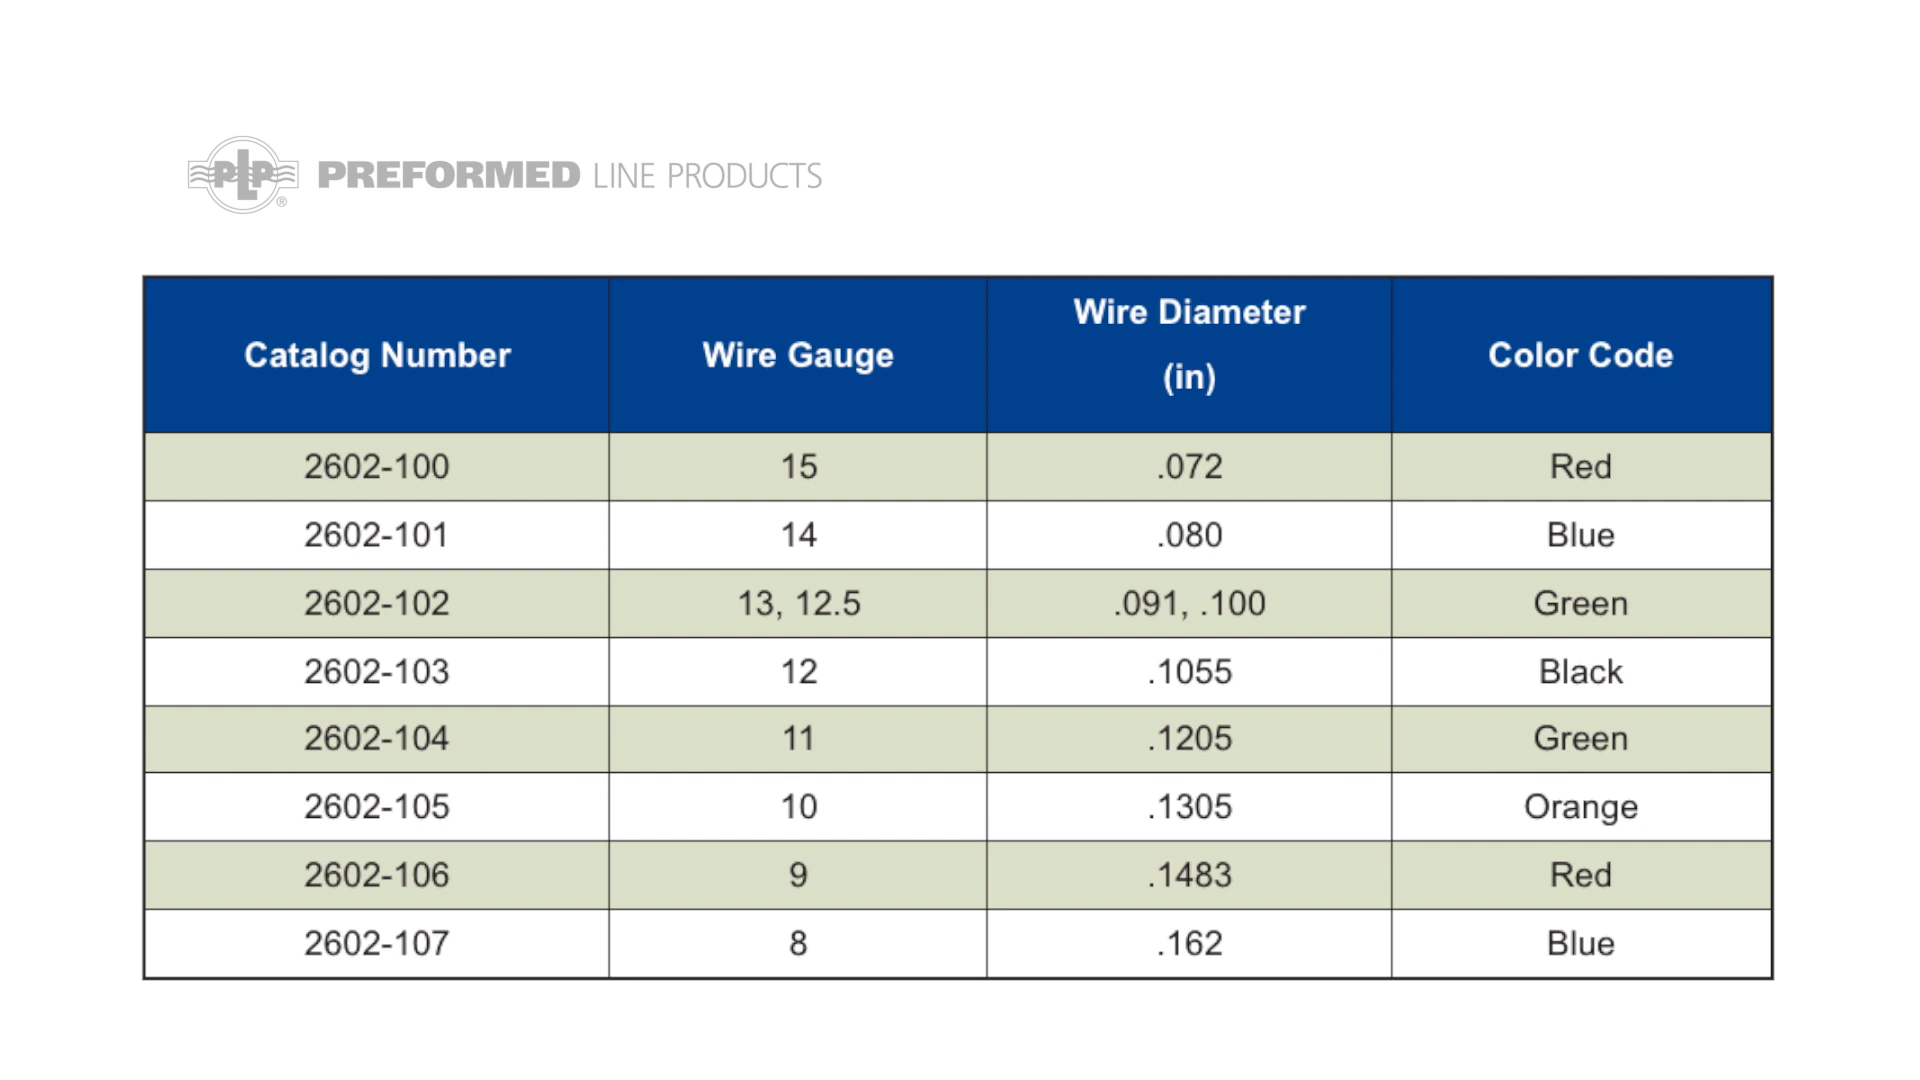 PLP® PREFORMED LINE PRODUCTS
Catalog Number Wire Gauge Wire Diameter (in) Color Code
2602-100 15 .072 Red
2602-101 14 .080 Blue
2602-102 13, 12.5 .091, .100 Green
2602-103 12 .1055 Black
2602-104 11 .1205 Green
2602-105 10 .1305 Orange
2602-106 9 .1483 Red
2602-107 8 .162 Blue